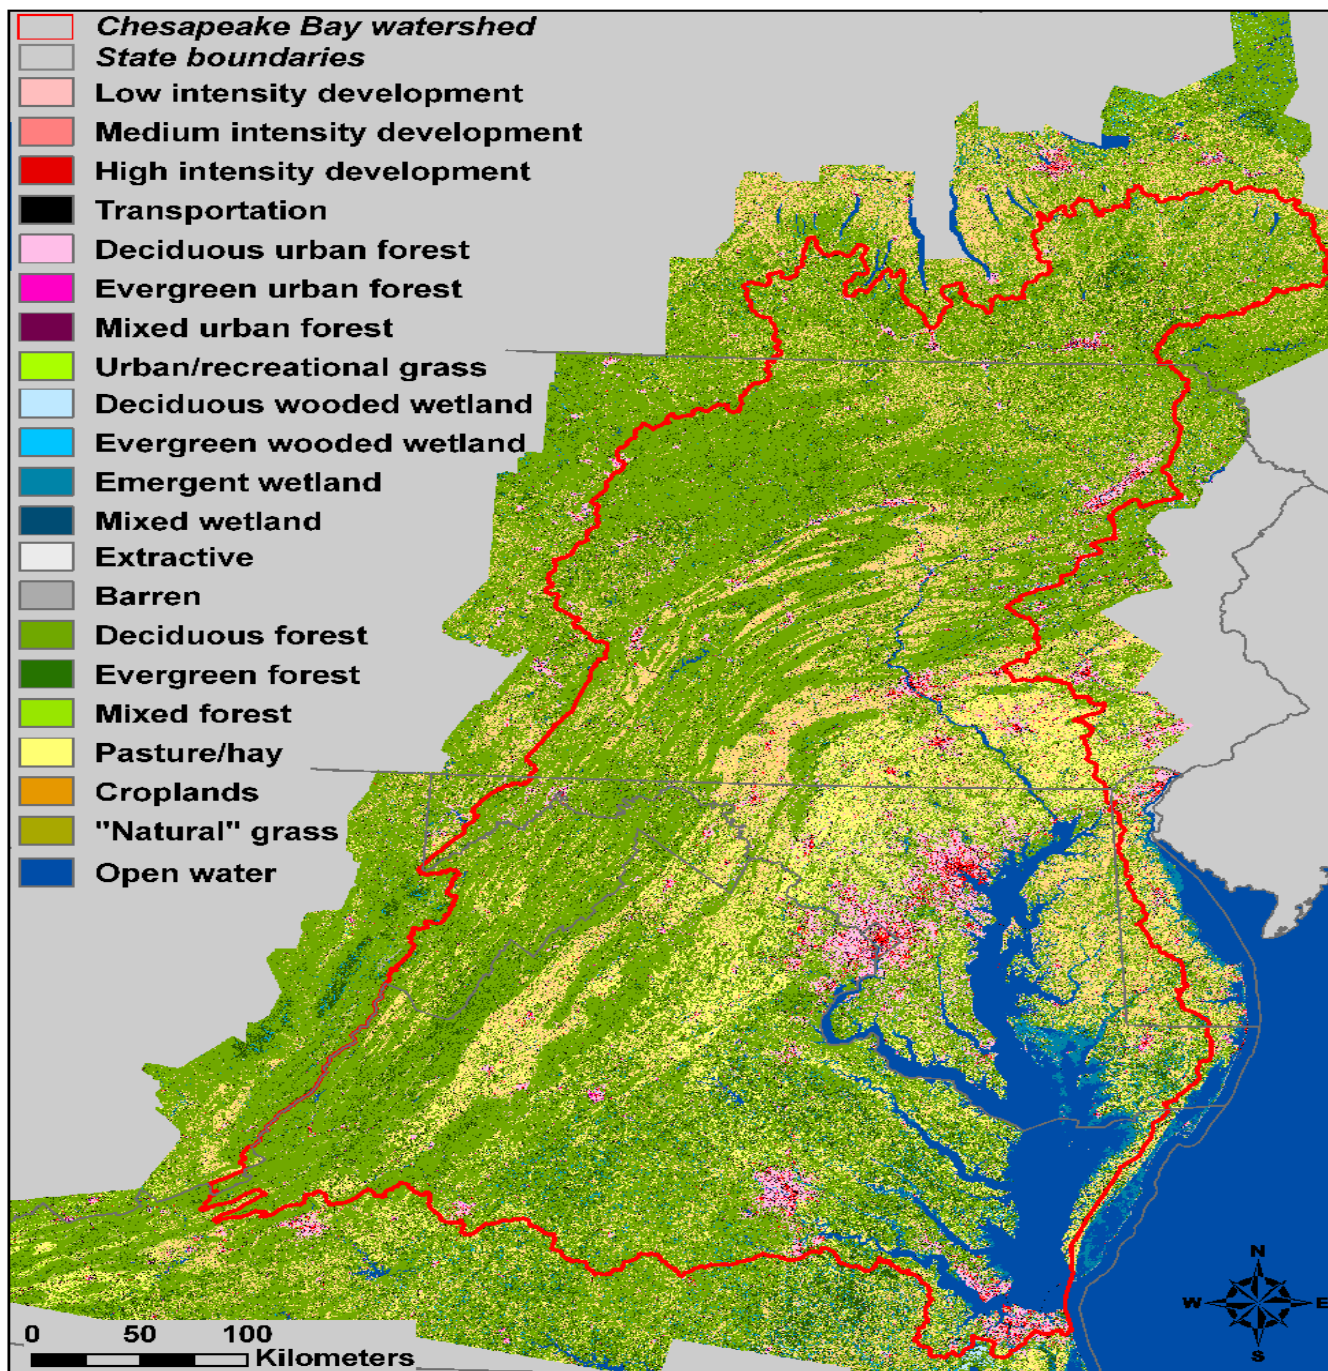 Chesapeake Bay watershed
State boundaries
Low intensity development
Medium intensity development
High intensity development
Transportation
Deciduous urban forest
Evergreen urban forest
Mixed urban forest
Urban/recreational grass
Deciduous wooded wetland
Evergreen wooded wetland
Emergent wetland
Mixed wetland
Extractive
Barren
Deciduous forest
Evergreen forest
Mixed forest
Pasture/hay
Croplands
"Natural" grass
Open water
N
W E
S
0 50 100
Kilometers